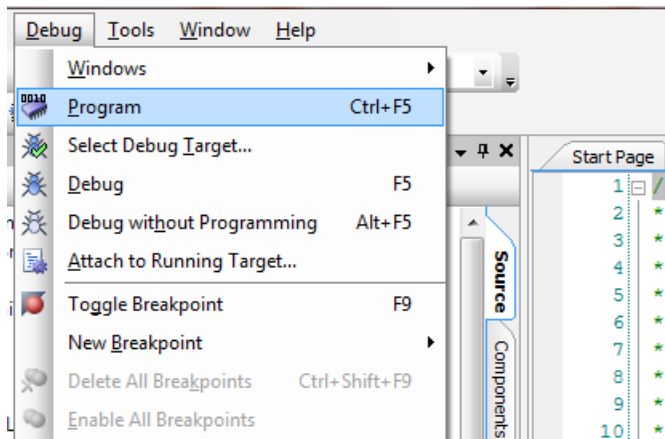 Debug Tools Window Help
Windows
Program Ctrl+F5
Select Debug Target...
Debug F5
Debug without Programming Alt+F5
Attach to Running Target...
Toggle Breakpoint F9
New Breakpoint
Delete All Breakpoints Ctrl+Shift+F9
Enable All Breakpoints
Source
Components
Start Page
1 /
2 *
3 *
4 *
5 *
6 *
7 *
8 *
9 *
10 *